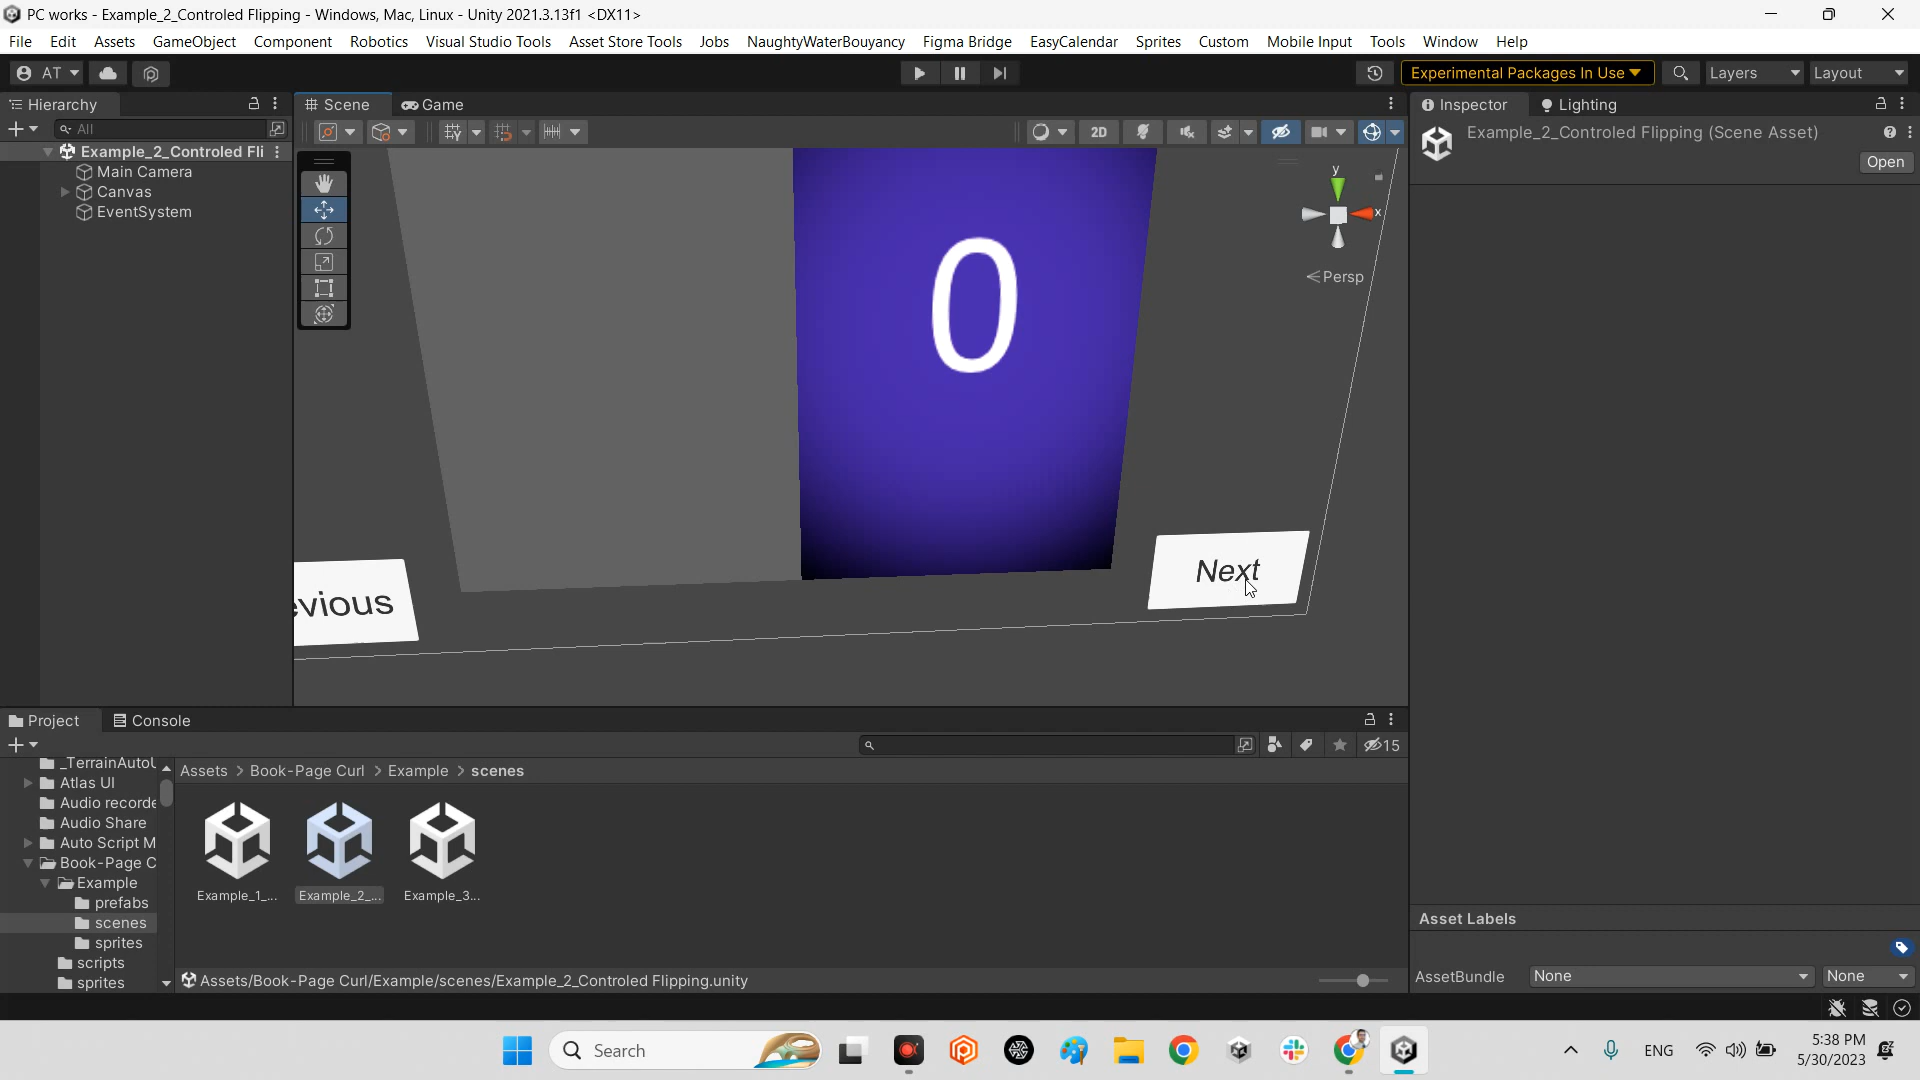 PC works - Example_2_Controled Flipping - Windows, Mac, Linux - Unity 2021.3.13f1 <DX11>
File Edit Assets GameObject Component Robotics Visual Studio Tools Asset Store Tools Jobs NaughtyWaterBouyancy Figma Bridge EasyCalendar Sprites Custom Mobile Input Tools Window Help
AT Experimental Packages In Use Layers Layout
Hierarchy
All
Example_2_Controled Fli
Main Camera
Canvas
EventSystem
Scene Game
2D
y
x
Persp
0
Next
vious
Inspector Lighting
Example_2_Controled Flipping (Scene Asset)
Open
Project Console
15
_TerrainAuto
Atlas UI
Audio recorde
Audio Share
Auto Script M
Book-Page C
Example
prefabs
scenes
sprites
scripts
sprites
Assets > Book-Page Curl > Example > scenes
Example_1_... Example_2_... Example_3...
Assets/Book-Page Curl/Example/scenes/Example_2_Controled Flipping.unity
Asset Labels
AssetBundle None None
Search
ENG
5:38 PM
5/30/2023